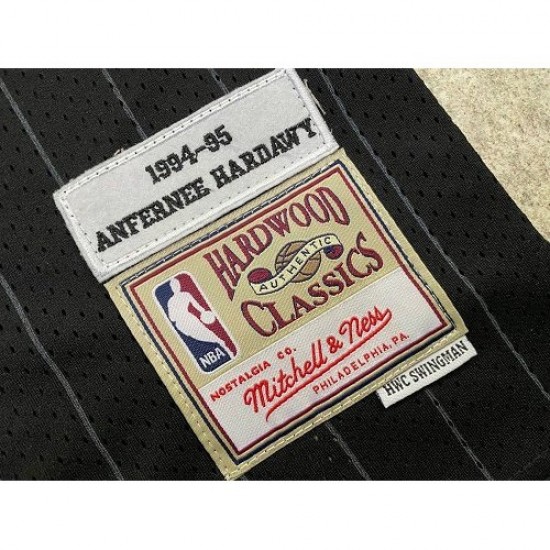 1994-95
ANFERNEE HARDAWY
HARDWOOD
AUTHENTIC
CLASSICS
NBA
NOSTALGIA CO.
Mitchell & Ness
PHILADELPHIA, PA.
HWC SWINGMAN